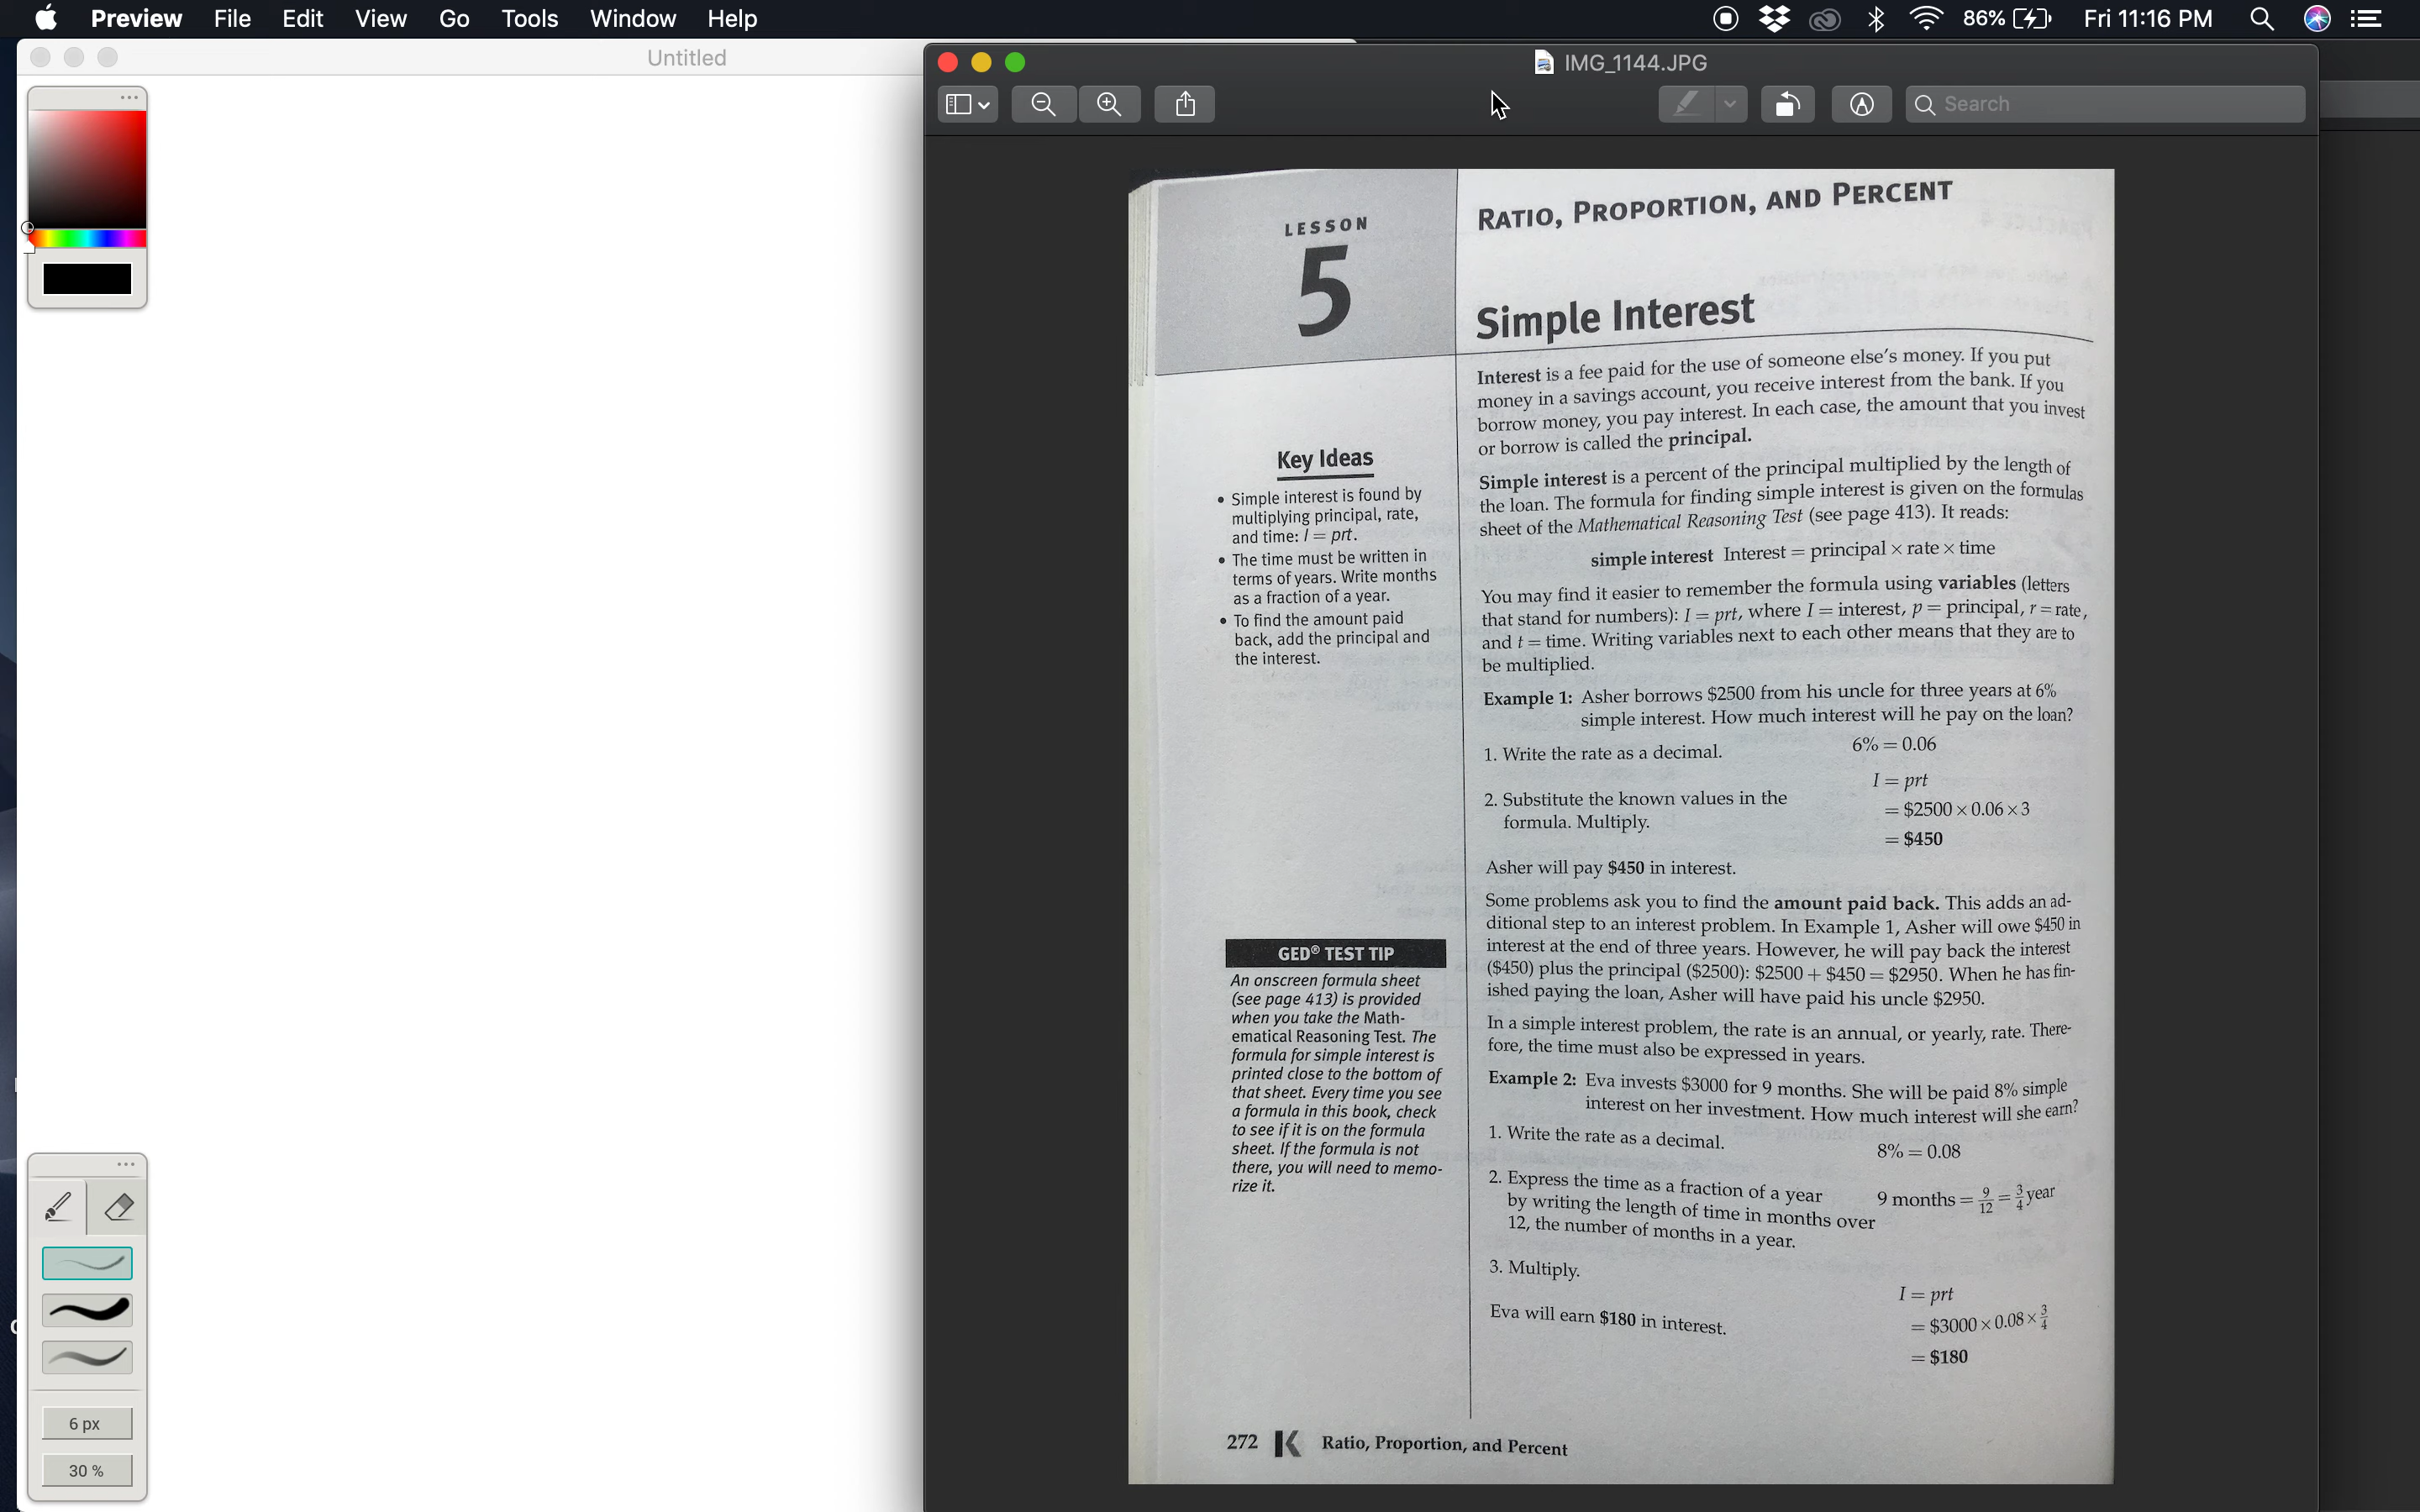 Preview File Edit View Go Tools Window Help 86% Fri 11:16 PM
Untitled
IMG_1144.JPG
Search
6 px
30 %
LESSON
5
RATIO, PROPORTION, AND PERCENT
Simple Interest
Key Ideas
• Simple interest is found by
multiplying principal, rate,
and time: I = prt.
• The time must be written in
terms of years. Write months
as a fraction of a year.
• To find the amount paid
back, add the principal and
the interest.
GED® TEST TIP
An onscreen formula sheet
(see page 413) is provided
when you take the Math-
ematical Reasoning Test. The
formula for simple interest is
printed close to the bottom of
that sheet. Every time you see
a formula in this book, check
to see if it is on the formula
sheet. If the formula is not
there, you will need to memo-
rize it.
Interest is a fee paid for the use of someone else's money. If you put
money in a savings account, you receive interest from the bank. If you
borrow money, you pay interest. In each case, the amount that you invest
or borrow is called the principal.
Simple interest is a percent of the principal multiplied by the length of
the loan. The formula for finding simple interest is given on the formulas
sheet of the Mathematical Reasoning Test (see page 413). It reads:
simple interest Interest = principal × rate × time
You may find it easier to remember the formula using variables (letters
that stand for numbers): I = prt, where I = interest, p = principal, r = rate,
and t = time. Writing variables next to each other means that they are to
be multiplied.
Example 1: Asher borrows $2500 from his uncle for three years at 6%
simple interest. How much interest will he pay on the loan?
1. Write the rate as a decimal. 6% = 0.06
I = prt
2. Substitute the known values in the
formula. Multiply.
= $2500 × 0.06 × 3
= $450
Asher will pay $450 in interest.
Some problems ask you to find the amount paid back. This adds an ad-
ditional step to an interest problem. In Example 1, Asher will owe $450 in
interest at the end of three years. However, he will pay back the interest
($450) plus the principal ($2500): $2500 + $450 = $2950. When he has fin-
ished paying the loan, Asher will have paid his uncle $2950.
In a simple interest problem, the rate is an annual, or yearly, rate. There-
fore, the time must also be expressed in years.
Example 2: Eva invests $3000 for 9 months. She will be paid 8% simple
interest on her investment. How much interest will she earn?
1. Write the rate as a decimal. 8% = 0.08
2. Express the time as a fraction of a year
by writing the length of time in months over
12, the number of months in a year.
9 months = 9/12 = 3/4 year
3. Multiply.
I = prt
= $3000 × 0.08 × 3/4
= $180
Eva will earn $180 in interest.
272 K Ratio, Proportion, and Percent